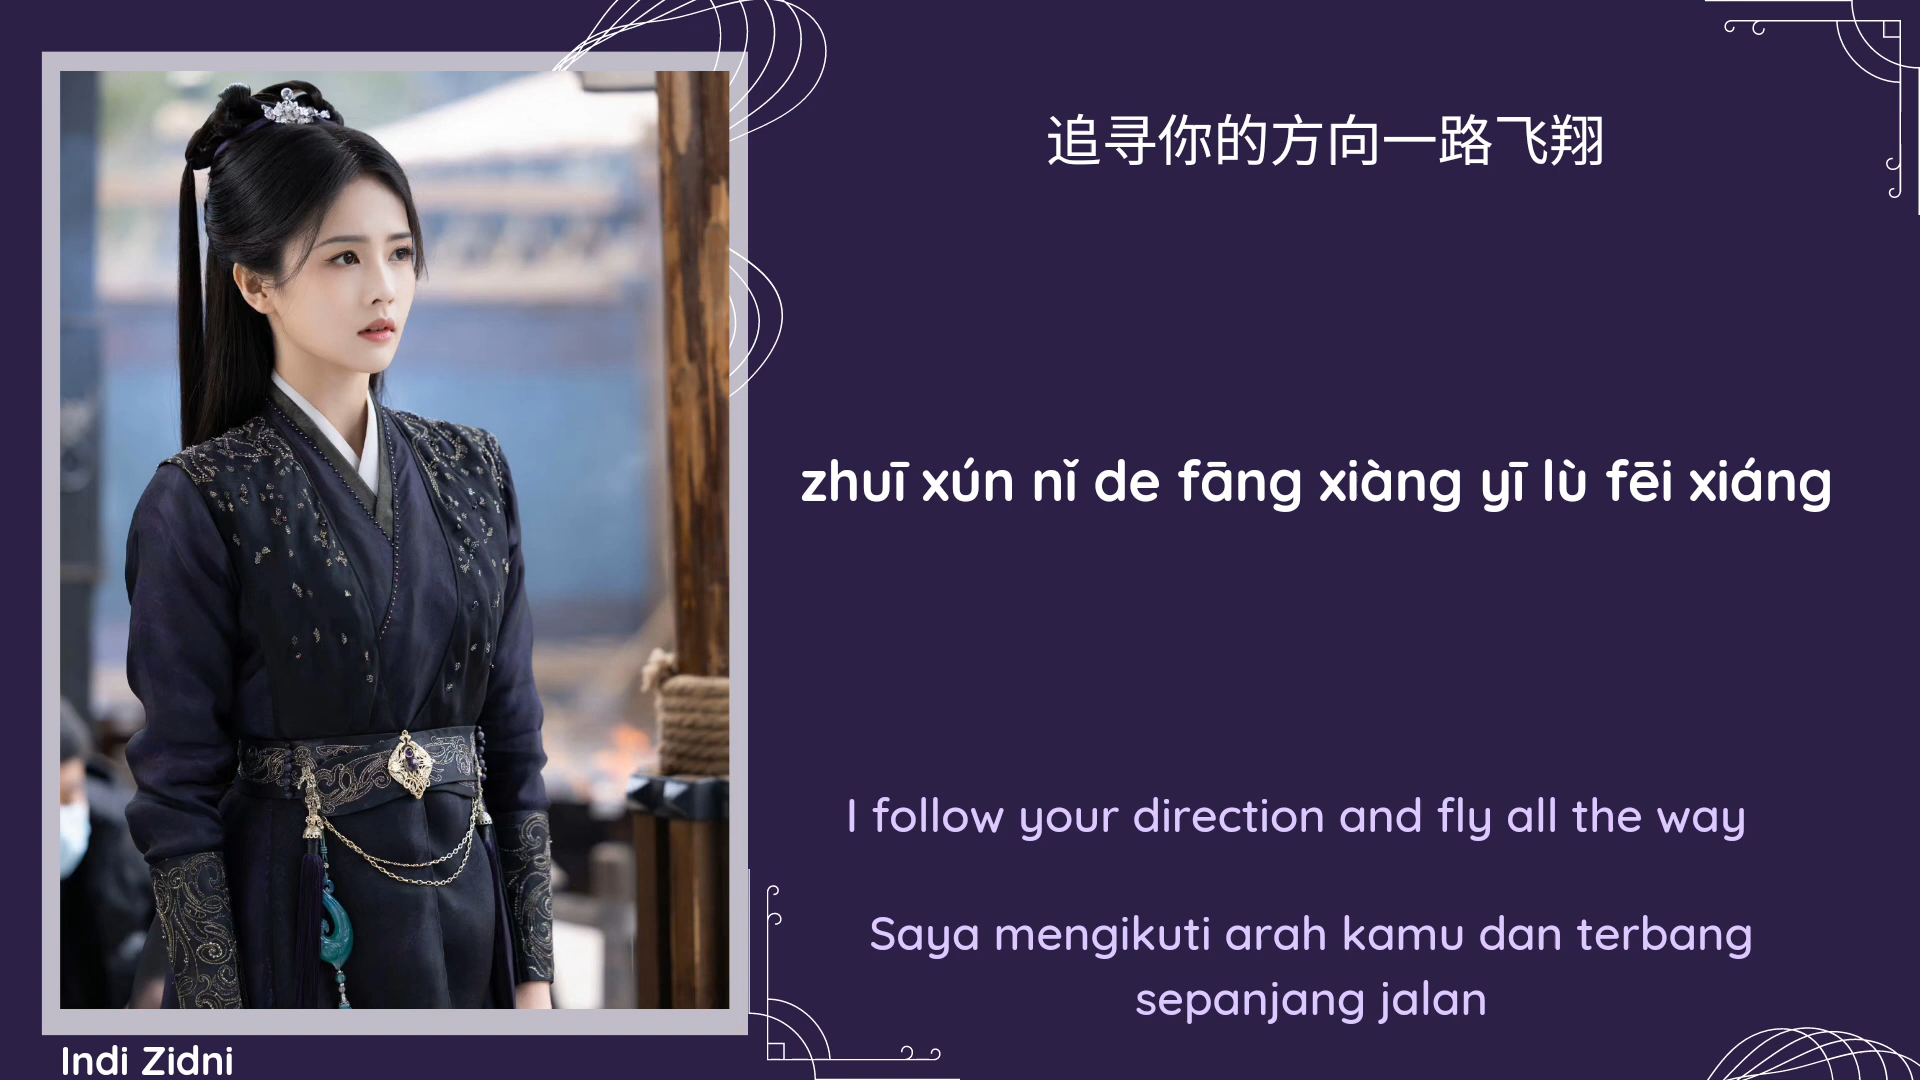 追寻你的方向一路飞翔
zhuī xún nǐ de fāng xiàng yī lù fēi xiáng
I follow your direction and fly all the way
Saya mengikuti arah kamu dan terbang
sepanjang jalan
Indi Zidni